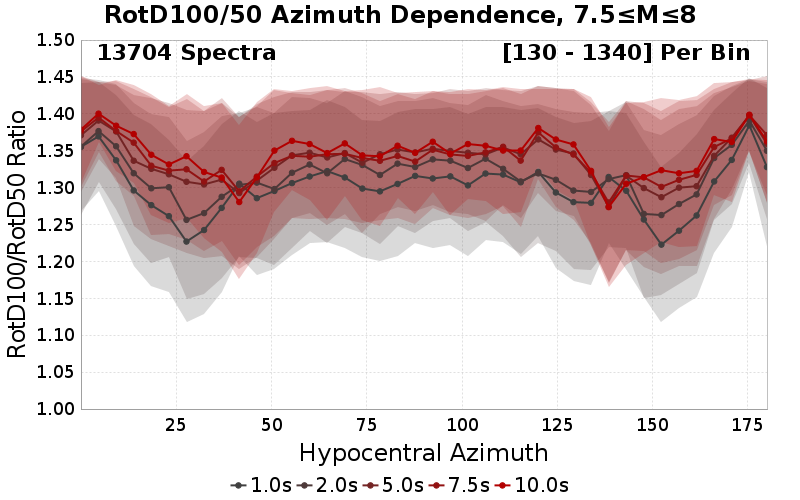 RotD100/50 Azimuth Dependence, 7.5≤M≤8
13704 Spectra [130 - 1340] Per Bin
RotD100/RotD50 Ratio
1.50
1.45
1.40
1.35
1.30
1.25
1.20
1.15
1.10
1.05
1.00
25 50 75 100 125 150 175
Hypocentral Azimuth
1.0s 2.0s 5.0s 7.5s 10.0s